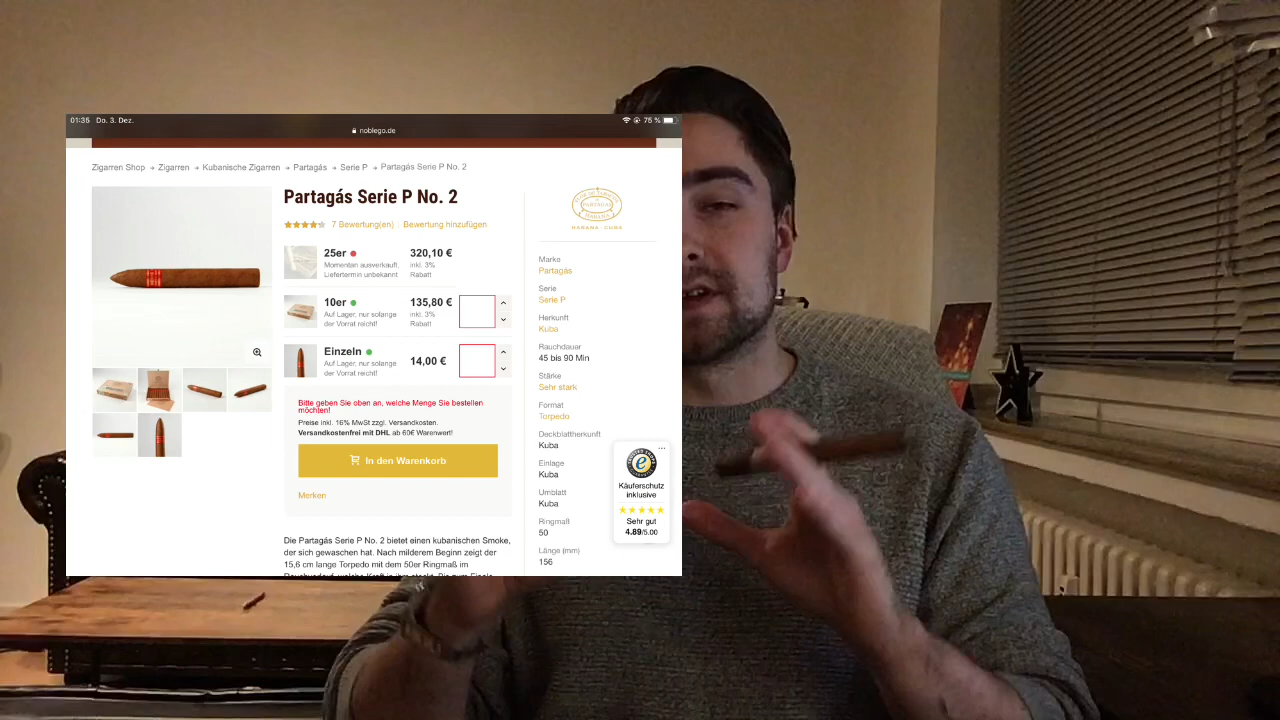 01:35 Do. 3. Dez.
75 %
noblego.de
Zigarren Shop → Zigarren → Kubanische Zigarren → Partagás → Serie P → Partagás Serie P No. 2
Partagás Serie P No. 2
7 Bewertung(en) Bewertung hinzufügen
25er
320,10 €
Momentan ausverkauft,
Liefertermin unbekannt
inkl. 3%
Rabatt
10er
135,80 €
Auf Lager, nur solange
der Vorrat reicht!
inkl. 3%
Rabatt
Einzeln
14,00 €
Auf Lager, nur solange
der Vorrat reicht!
Bitte geben Sie oben an, welche Menge Sie bestellen
möchten!
Preise inkl. 16% MwSt zzgl. Versandkosten.
Versandkostenfrei mit DHL ab 69€ Warenwert!
In den Warenkorb
Merken
Die Partagás Serie P No. 2 bietet einen kubanischen Smoke,
der sich gewaschen hat. Nach milderem Beginn zeigt der
15,6 cm lange Torpedo mit dem 50er Ringmaß im
PARTAGAS
HABANA
HABANA - CUBA
Marke
Partagás
Serie
Serie P
Herkunft
Kuba
Rauchdauer
45 bis 90 Min
Stärke
Sehr stark
Format
Torpedo
Deckblattherkunft
Kuba
Einlage
Kuba
Umblatt
Kuba
Ringmaß
50
Länge (mm)
156
Käuferschutz
inklusive
Sehr gut
4.89/5.00